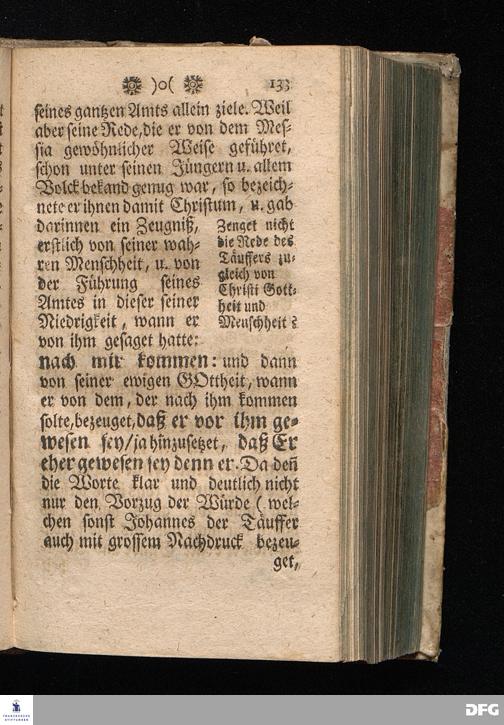 )o( 133
seines gantzen Amts allein ziele. Weil
aber seine Rede, die er von dem Mes-
sia gewöhnlicher Weise geführet,
schon unter seinen Jüngern u. allem
Volck bekand genug war, so bezeich-
nete er ihnen damit Christum, u. gab
darinnen ein Zeugniß,
erstlich von seiner wah-
ren Menschheit, u. von
der Führung seines
Amtes in dieser seiner
Niedrigkeit, wann er
von ihm gesaget hatte:
Zeuget nicht
die Rede des
Täuffers zu-
gleich von
Christi Gott-
heit und
Menschheit?
nach mir kommen: und dann
von seiner ewigen GOttheit, wann
er von dem, der nach ihm kommen
solte, bezeuget, daß er vor ihm ge-
wesen sey/ja hinzusetzet, daß Er
eher gewesen sey denn er. Da deñ
die Worte klar und deutlich nicht
nur den Vorzug der Würde (wel-
chen sonst Johannes der Täuffer
auch mit grossem Nachdruck bezeu-
get,
FRANCKESCHE
STIFTUNGEN
DFG